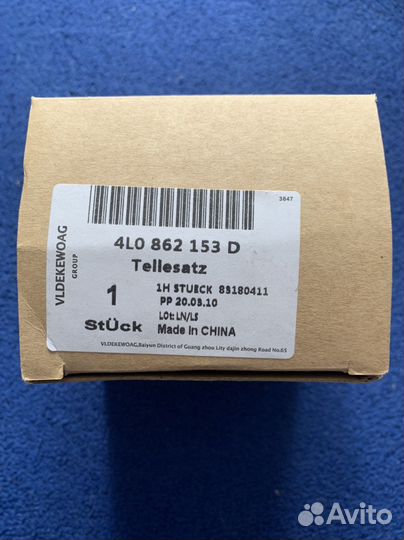 3847
VLDEKEWOAG
GROUP
4L0 862 153 D
Tellesatz
1
StÜck
1H STUECK 83180411
PP 20.03.10
LOt: LN/LS
Made in CHINA
VLDEKEWOAG,Baiyun District of Guang zhou Lity dajin zhong Road No.65
Avito